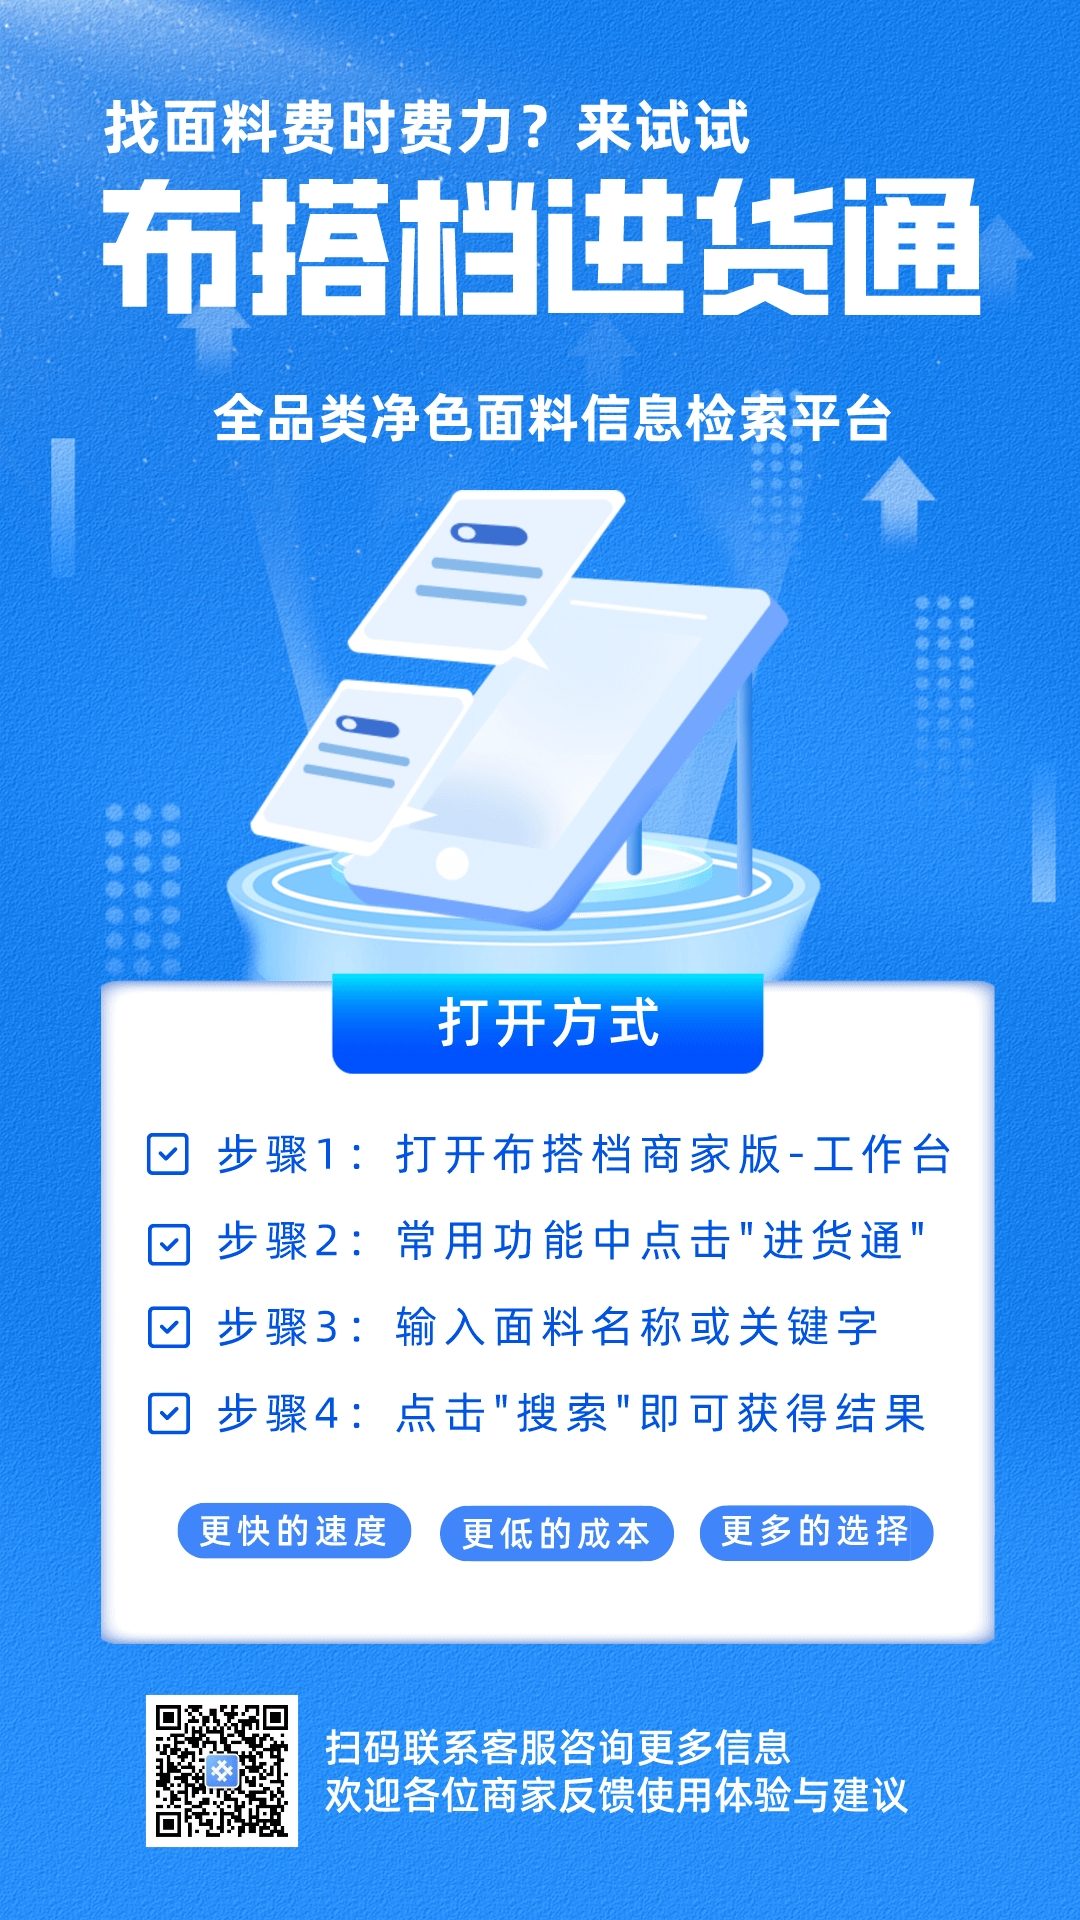 找面料费时费力？来试试
布搭档进货通
全品类净色面料信息检索平台
打开方式
步骤1：打开布搭档商家版-工作台
步骤2：常用功能中点击"进货通"
步骤3：输入面料名称或关键字
步骤4：点击"搜索"即可获得结果
更快的速度 更低的成本 更多的选择
扫码联系客服咨询更多信息
欢迎各位商家反馈使用体验与建议